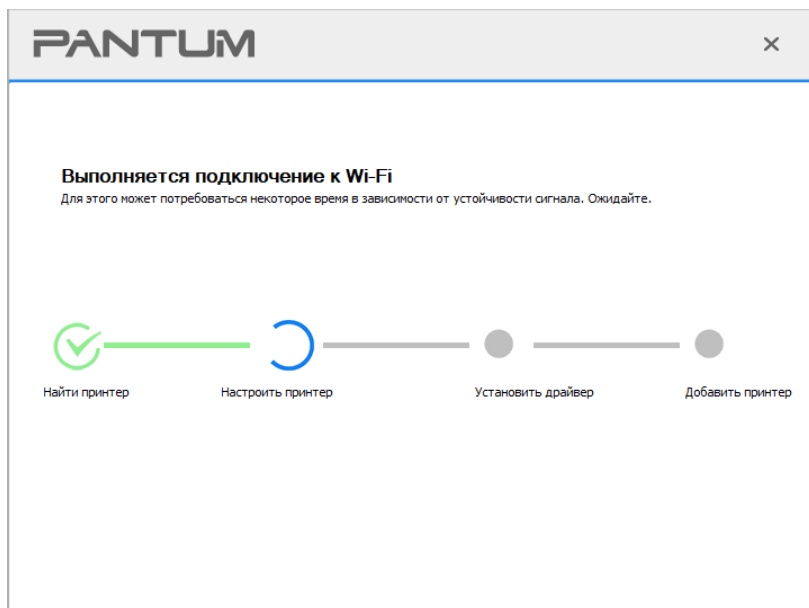 PANTUM
Выполняется подключение к Wi-Fi
Для этого может потребоваться некоторое время в зависимости от устойчивости сигнала. Ожидайте.
Найти принтер
Настроить принтер
Установить драйвер
Добавить принтер